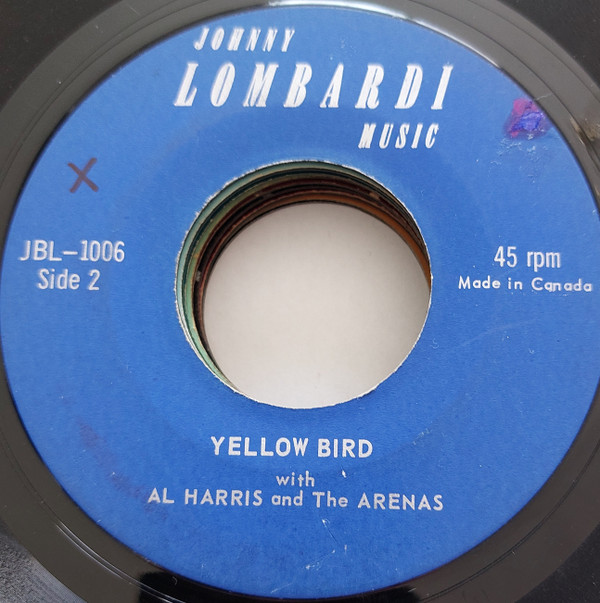 JOHNNY
LOMBARDI
MUSIC
X
JBL-1006
Side 2
45 rpm
Made in Canada
YELLOW BIRD
with
AL HARRIS and The ARENAS